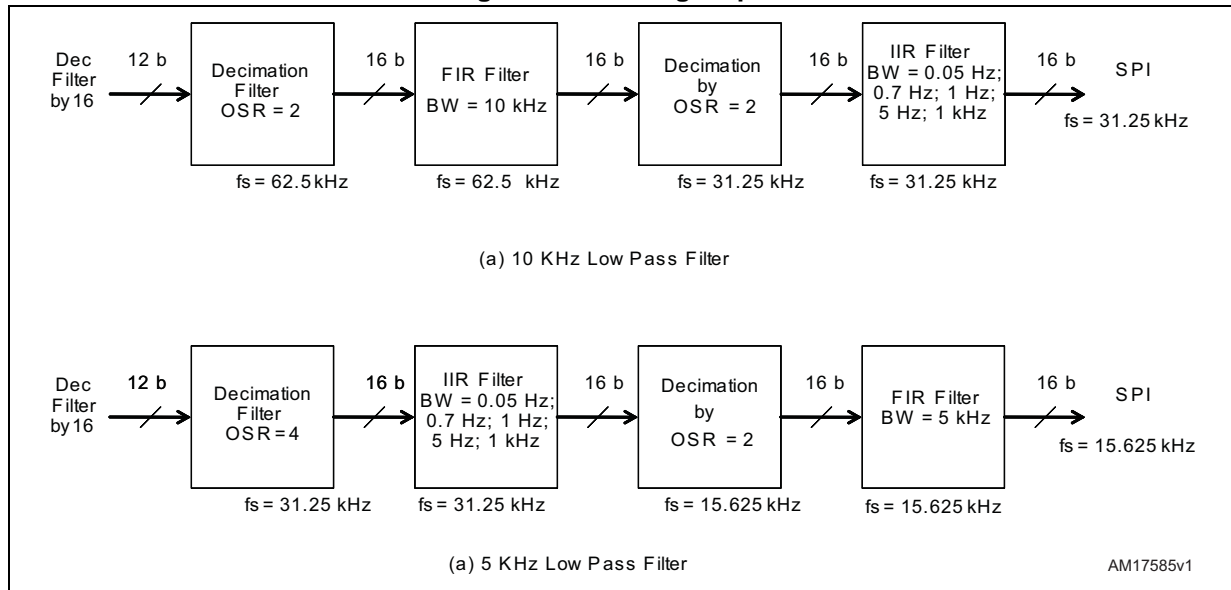 Dec
Filter
by 16
12 b
Decimation
Filter
OSR = 2
fs = 62.5 kHz
16 b
FIR Filter
BW = 10 kHz
fs = 62.5 kHz
16 b
Decimation
by
OSR = 2
fs = 31.25 kHz
16 b
IIR Filter
BW = 0.05 Hz;
0.7 Hz; 1 Hz;
5 Hz; 1 kHz
fs = 31.25 kHz
16 b
SPI
fs = 31.25 kHz
(a) 10 KHz Low Pass Filter
Dec
Filter
by 16
12 b
Decimation
Filter
OSR = 4
fs = 31.25 kHz
16 b
IIR Filter
BW = 0.05 Hz;
0.7 Hz; 1 Hz;
5 Hz; 1 kHz
fs = 31.25 kHz
16 b
Decimation
by
OSR = 2
fs = 15.625 kHz
16 b
FIR Filter
BW = 5 kHz
fs = 15.625 kHz
16 b
SPI
fs = 15.625 kHz
(a) 5 KHz Low Pass Filter
AM17585v1